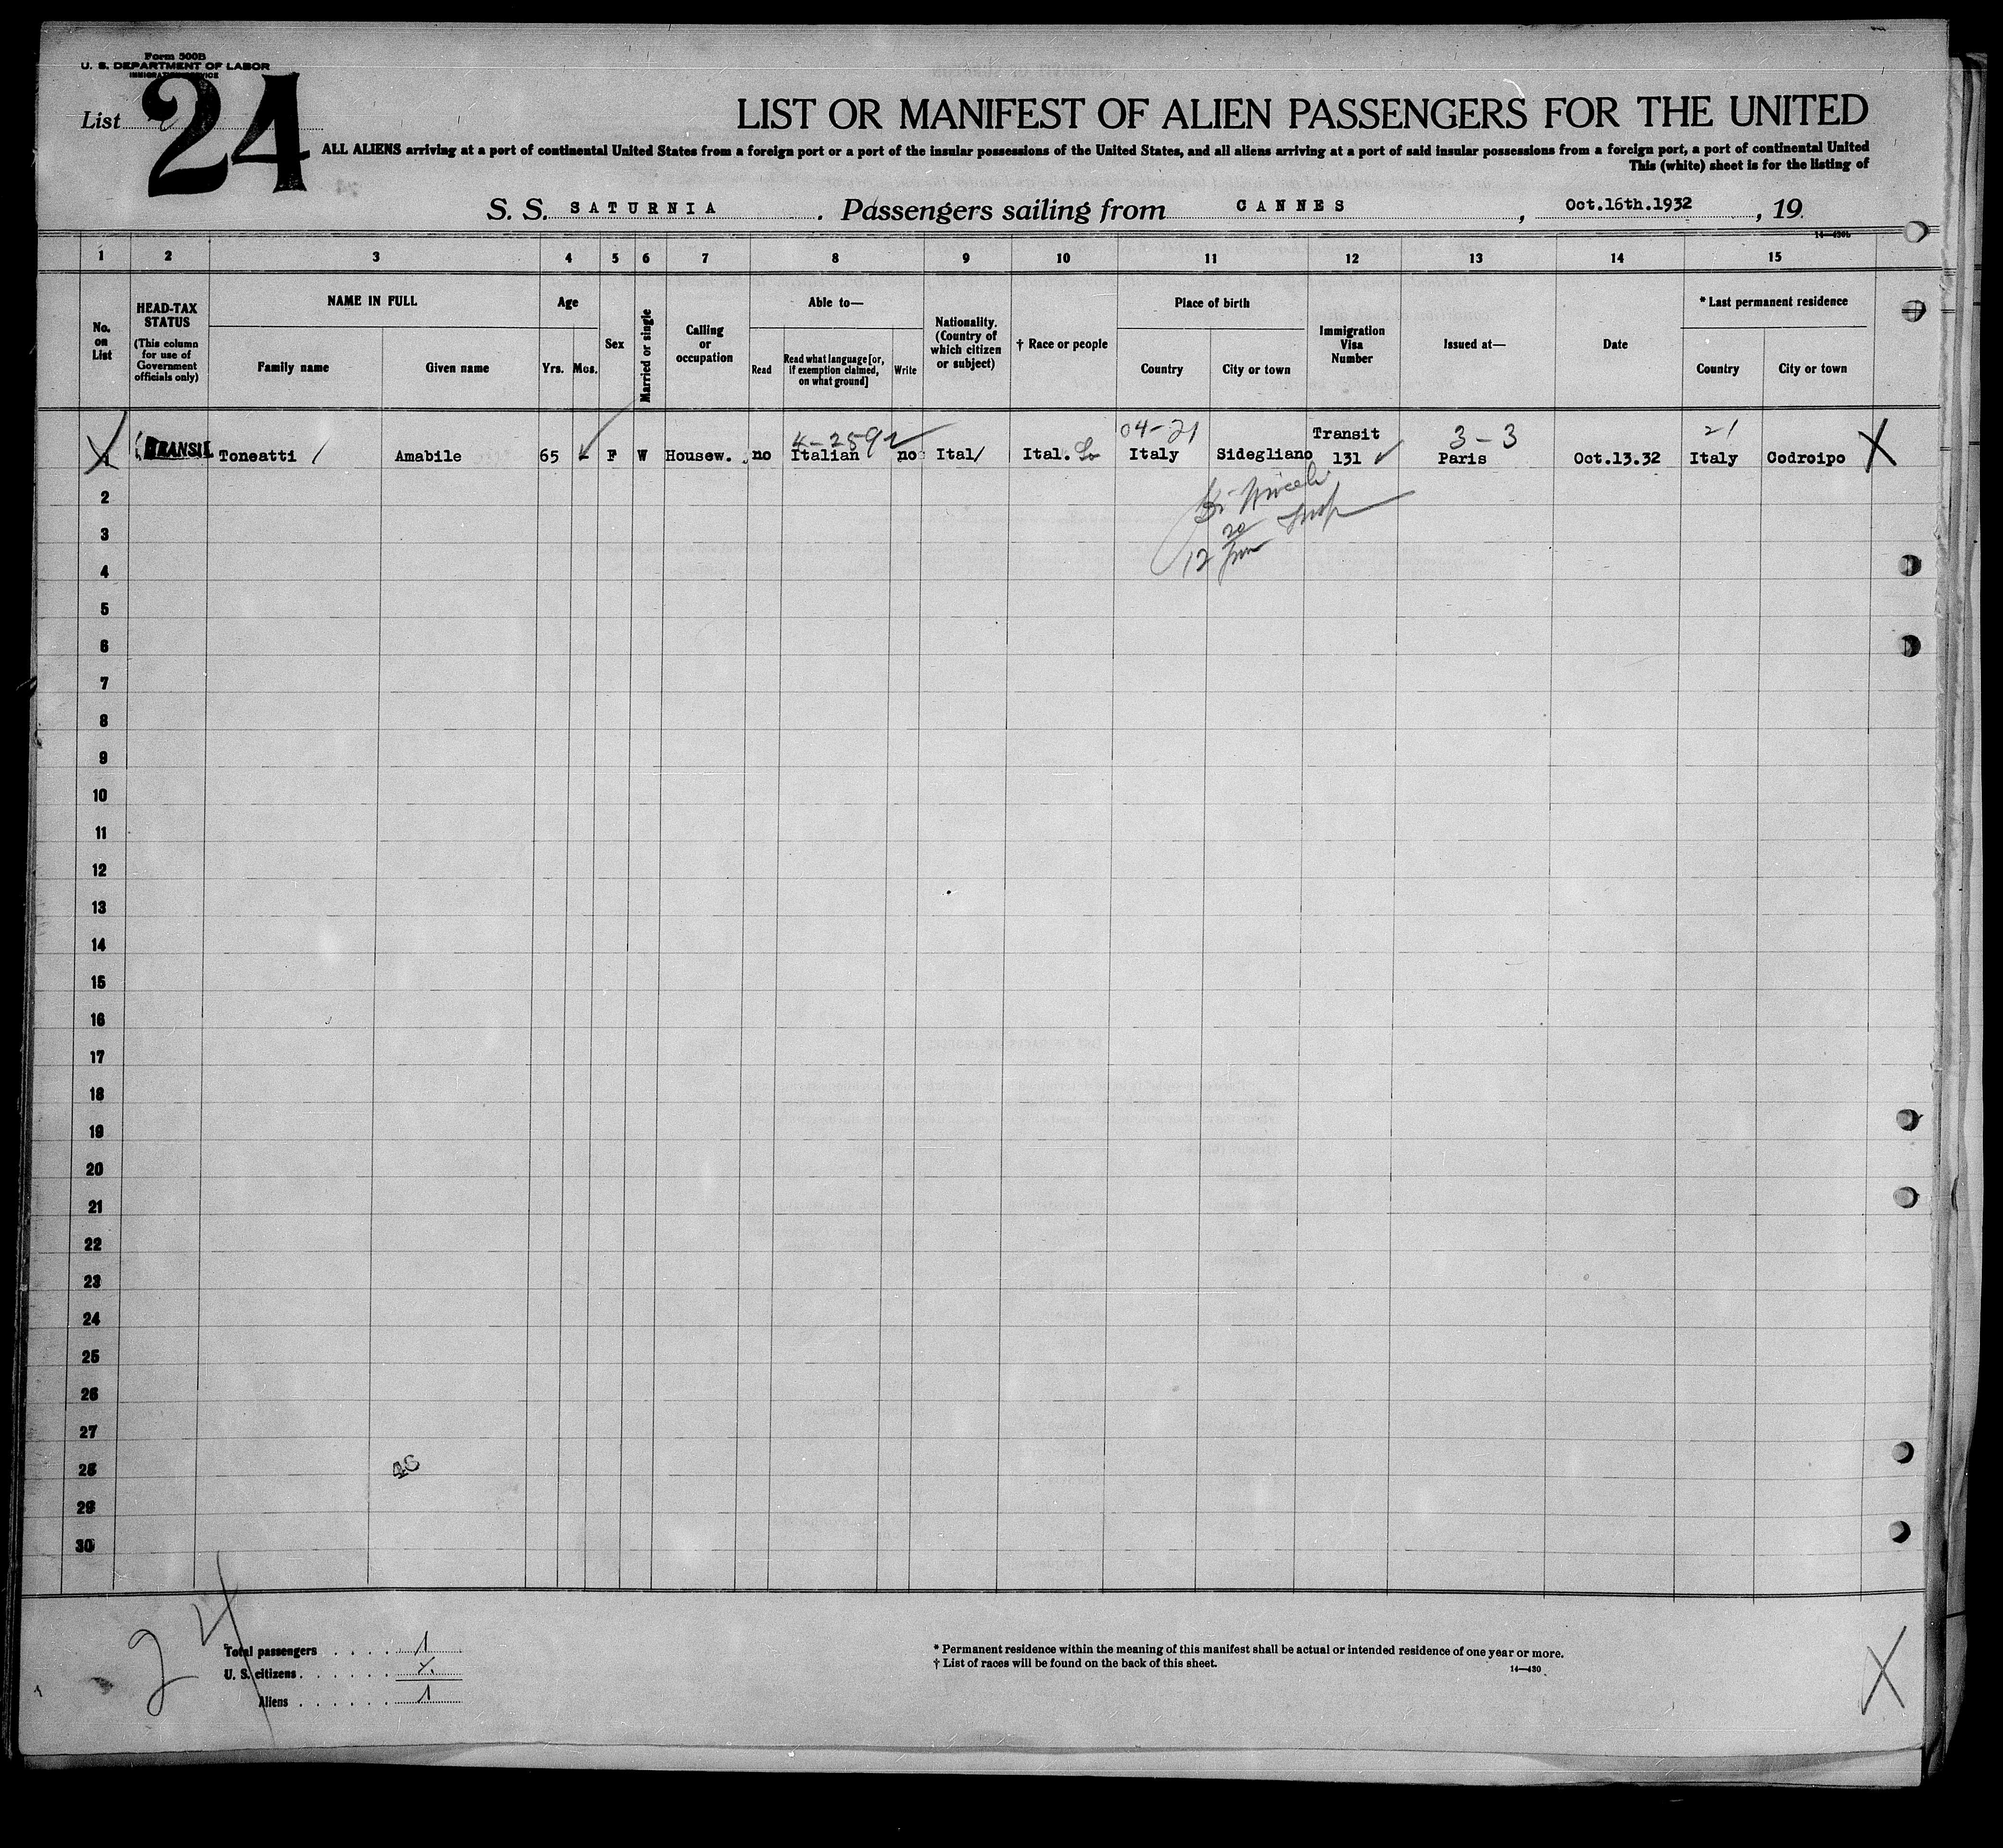 Form 500B
U. S. DEPARTMENT OF LABOR
IMMIGRATION SERVICE
List 24
LIST OR MANIFEST OF ALIEN PASSENGERS FOR THE UNITED
ALL ALIENS arriving at a port of continental United States from a foreign port or a port of the insular possessions of the United States, and all aliens arriving at a port of said insular possessions from a foreign port, a port of continental United
This (white) sheet is for the listing of
S. S. SATURNIA . Passengers sailing from CANNES , Oct.16th.1932 , 19
14—430b
1 2 3 4 5 6 7 8 9 10 11 12 13 14 15
No. on List
HEAD-TAX STATUS
(This column for use of Government officials only)
NAME IN FULL
Family name Given name
Age
Yrs. Mos.
Sex
Married or single
Calling or occupation
Able to—
Read Read what language [or, if exemption claimed, on what ground] Write
Nationality. (Country of which citizen or subject)
† Race or people
Place of birth
Country City or town
Immigration Visa Number
Issued at—
Date
* Last permanent residence
Country City or town
4-259 04-21 Transit 3-3 21
1 TRANSIT Toneatti / Amabile 65 - F W Housew. no Italian no Ital/ Ital. So Italy Sidegliano 131 Paris Oct.13.32 Italy Codroipo X
2
3
20
12
4
5
6
7
8
9
10
11
12
13
14
15
16
17
18
19
20
21
22
23
24
25
26
27
28 46
29
30
24
Total passengers . . . . . 1
U. S. citizens . . . . . .
Aliens . . . . . . 1
* Permanent residence within the meaning of this manifest shall be actual or intended residence of one year or more.
† List of races will be found on the back of this sheet.
14—430
X